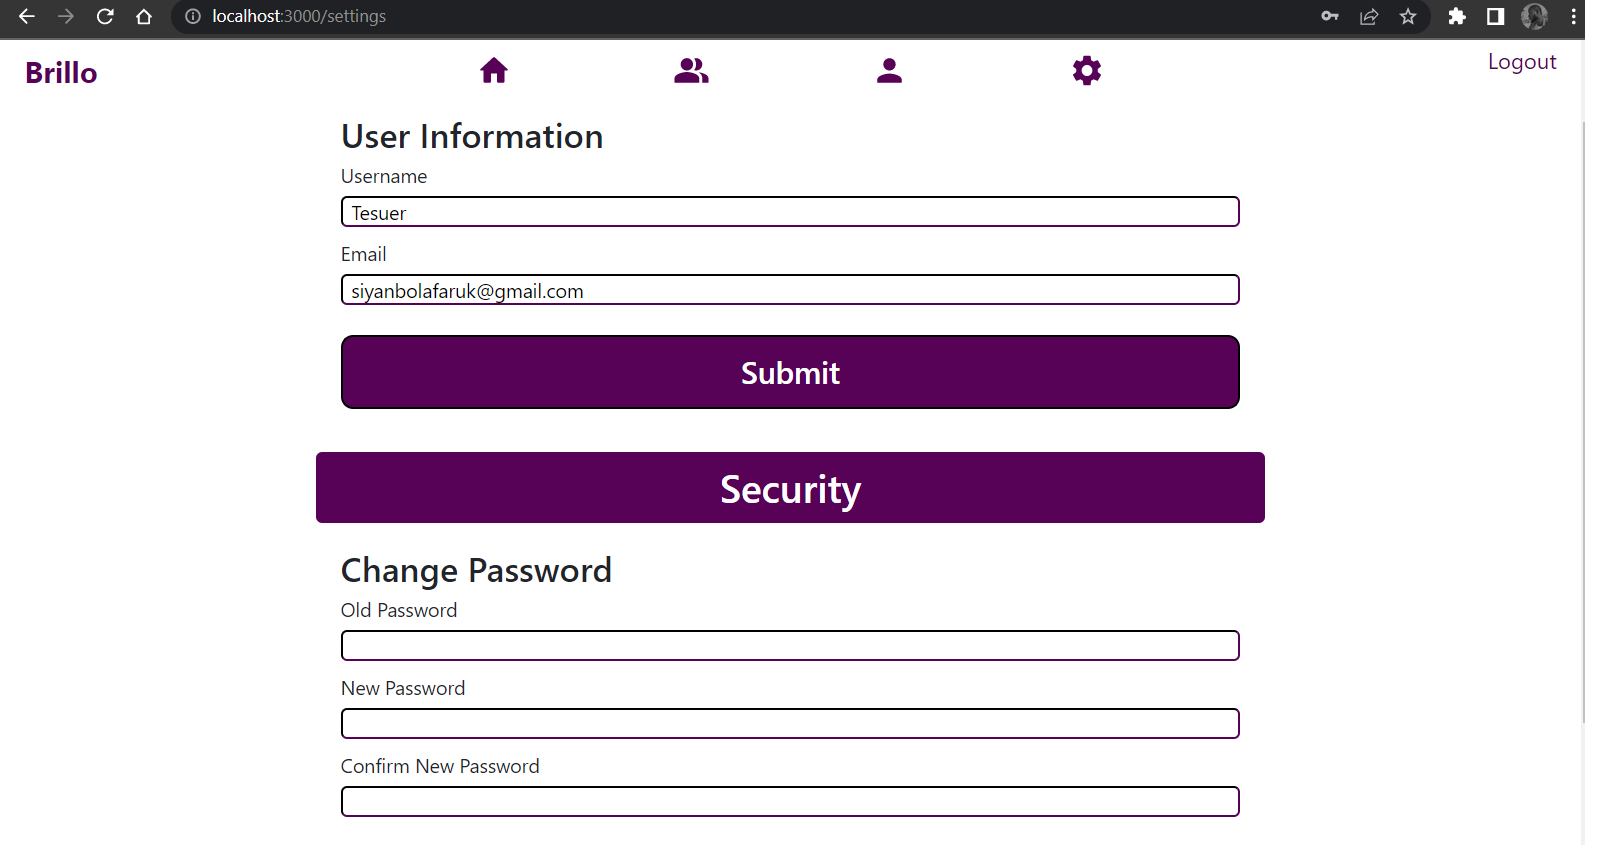 localhost:3000/settings
Brillo
Logout
User Information
Username
Tesuer
Email
siyanbolafaruk@gmail.com
Submit
Security
Change Password
Old Password
New Password
Confirm New Password